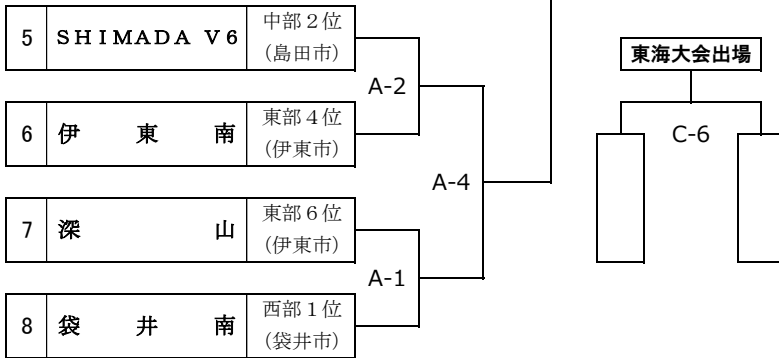 5 ＳＨＩＭＡＤＡ Ｖ６ 中部２位
(島田市)
A-2
6 伊東南 東部４位
(伊東市)
A-4
7 深山 東部６位
(伊東市)
A-1
8 袋井南 西部１位
(袋井市)
東海大会出場
C-6